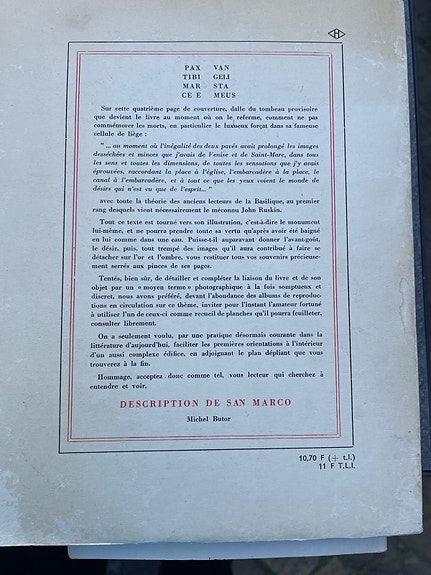 H
PAX VAN
TIBI GELI
MAR STA
CE E MEUS
Sur cette quatrième page de couverture, dalle du tombeau provisoire
que devient le livre au moment où on le referme, comment ne pas
commémorer les morts, en particulier le luxueux forçat dans sa fameuse
cellule de liège :
"... au moment où l'inégalité des deux pavés avait prolongé les images
desséchées et minces que j'avais de Venise et de Saint-Marc, dans tous
les sens et toutes les dimensions, de toutes les sensations que j'y avais
éprouvées, raccordant la place à l'église, l'embarcadère à la place, le
canal à l'embarcadère, et à tout ce que les yeux voient le monde de
désirs qui n'est vu que de l'esprit..."
avec toute la théorie des anciens lecteurs de la Basilique, au premier
rang desquels vient nécessairement le méconnu John Ruskin.
Tout ce texte est tourné vers son illustration, c'est-à-dire le monument
lui-même, et ne pourra prendre toute sa vertu qu'après avoir été baigné
en lui comme dans une eau. Puisse-t-il auparavant donner l'avant-goût,
le désir, puis, tout trempé des images qu'il aura contribué à faire se
détacher sur l'or et l'ombre, vous restituer tous vos souvenirs précieuse-
ment serrés aux pinces de ses pages.
Tentés, bien sûr, de détailler et compléter la liaison du livre et de son
objet par un « moyen terme » photographique à la fois somptueux et
discret, nous avons préféré, devant l'abondance des albums de reproduc-
tions en circulation sur ce thème, inviter pour l'instant l'amateur fortuné
à utiliser l'un de ceux-ci comme recueil de planches qu'il pourra feuilleter,
consulter librement.
On a seulement voulu, par une pratique désormais courante dans la
littérature d'aujourd'hui, faciliter les premières orientations à l'intérieur
d'un aussi complexe édifice, en adjoignant le plan dépliant que vous
trouverez à la fin.
Hommage, acceptez donc comme tel, vous lecteur qui cherchez à
entendre et voir,
DESCRIPTION DE SAN MARCO
Michel Butor
10,70 F (+ t.l.)
11 F T.L.I.